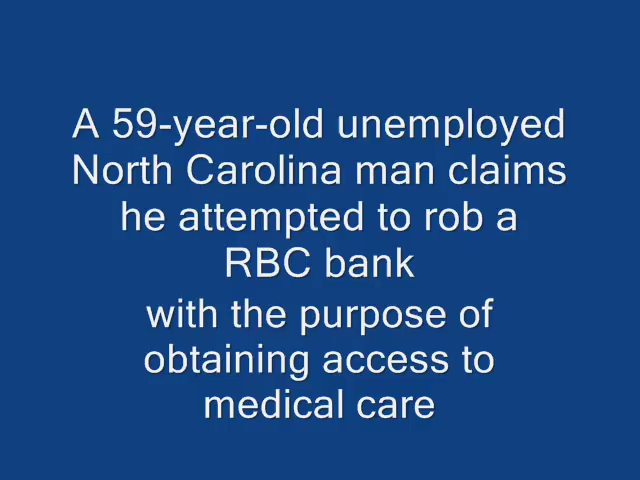 A 59-year-old unemployed
North Carolina man claims
he attempted to rob a
RBC bank
with the purpose of
obtaining access to
medical care